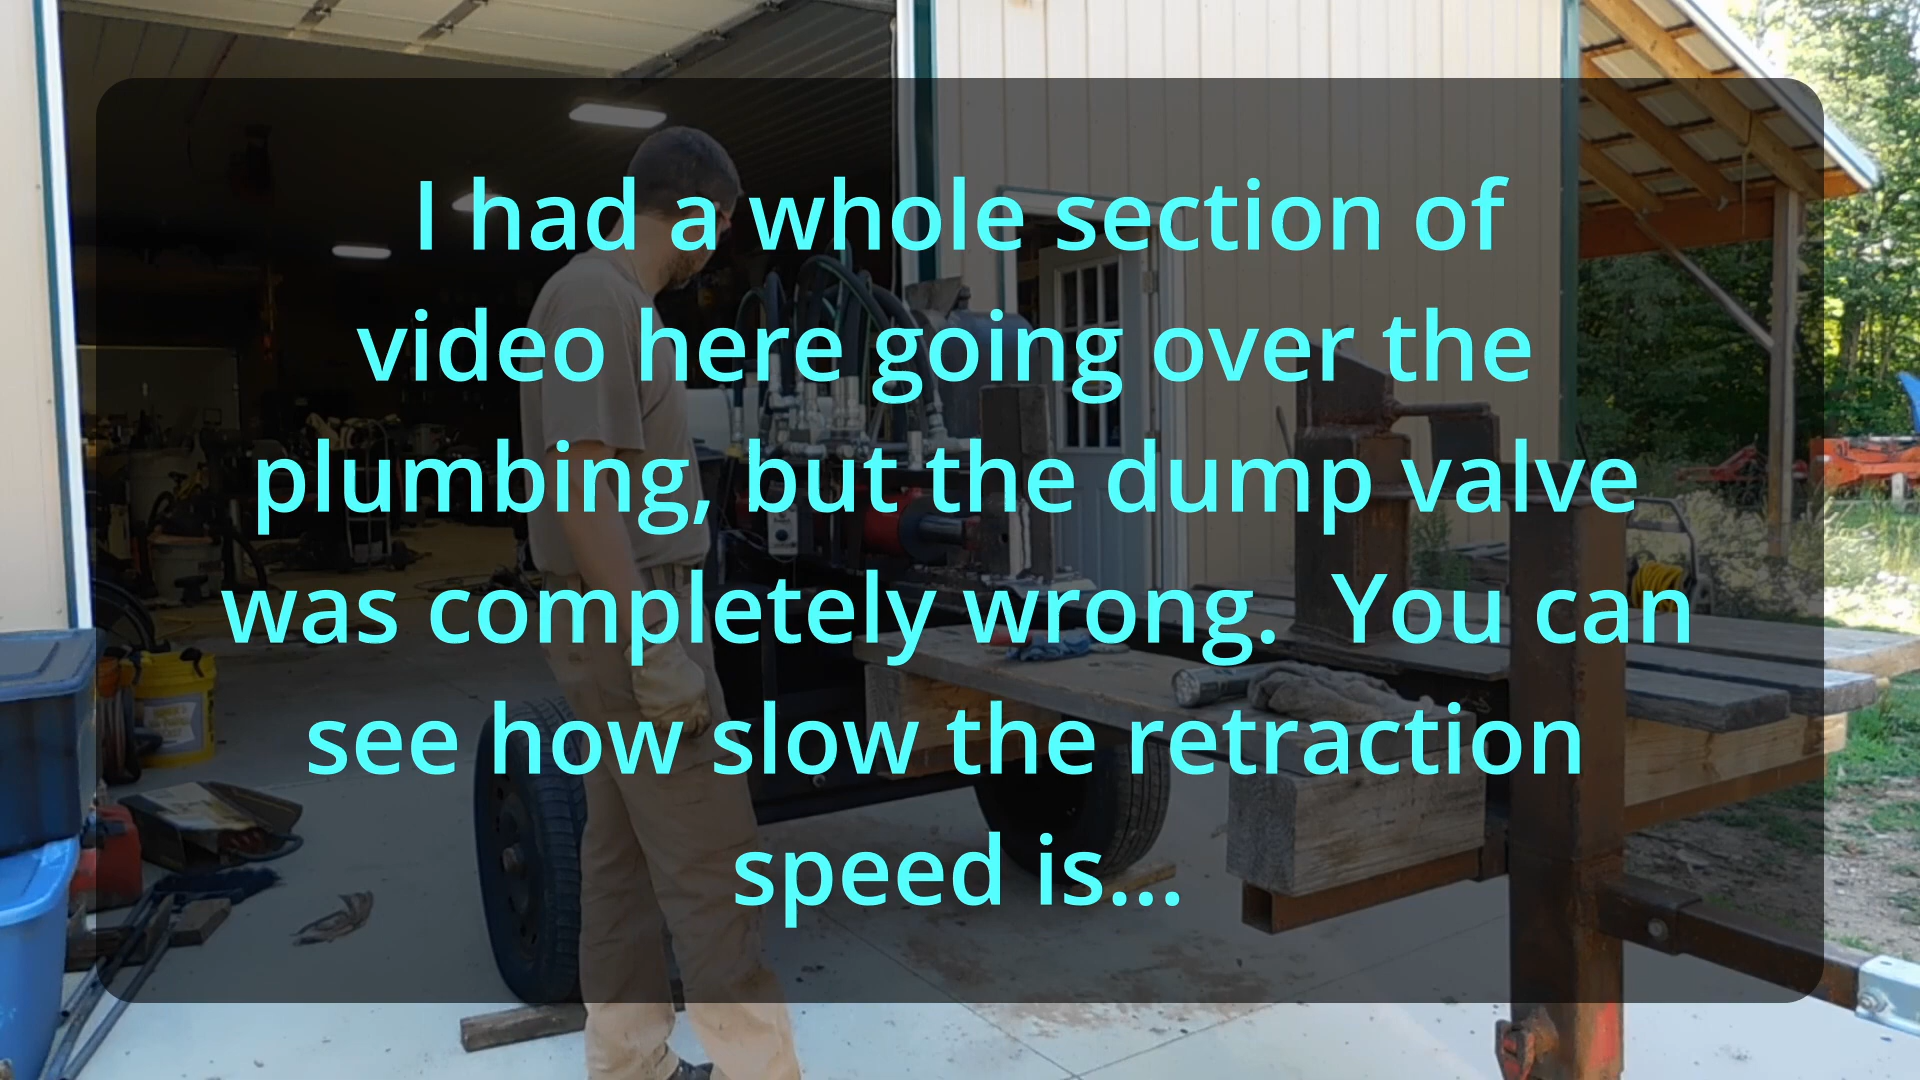 I had a whole section of
video here going over the
plumbing, but the dump valve
was completely wrong.  You can
see how slow the retraction
speed is...